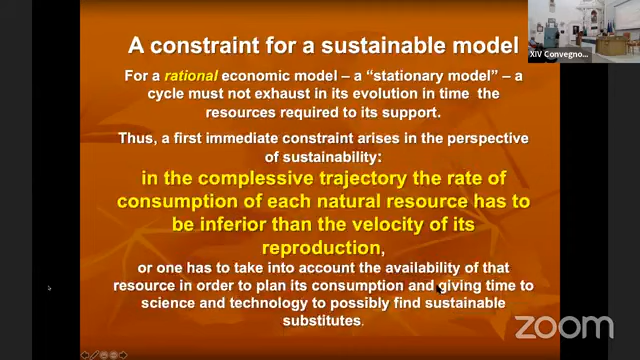 A constraint for a sustainable model
For a rational economic model – a “stationary model” – a
cycle must not exhaust in its evolution in time the
resources required to its support.
Thus, a first immediate constraint arises in the perspective
of sustainability:
in the complessive trajectory the rate of
consumption of each natural resource has to
be inferior than the velocity of its
reproduction,
or one has to take into account the availability of that
resource in order to plan its consumption and giving time to
science and technology to possibly find sustainable
substitutes.
XIV Convegno...
zoom